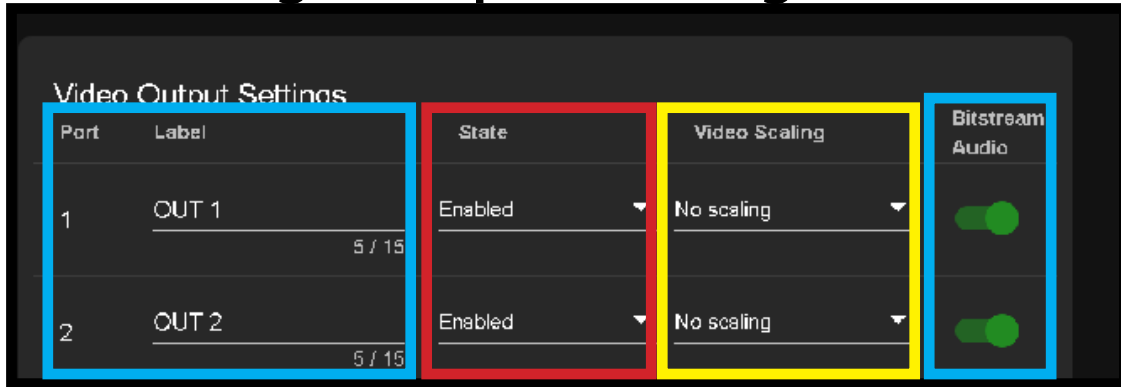 Video Output Settings
Port Label State Video Scaling Bitstream Audio
1 OUT 1 Enabled No scaling
5 / 15
2 OUT 2 Enabled No scaling
5 / 15